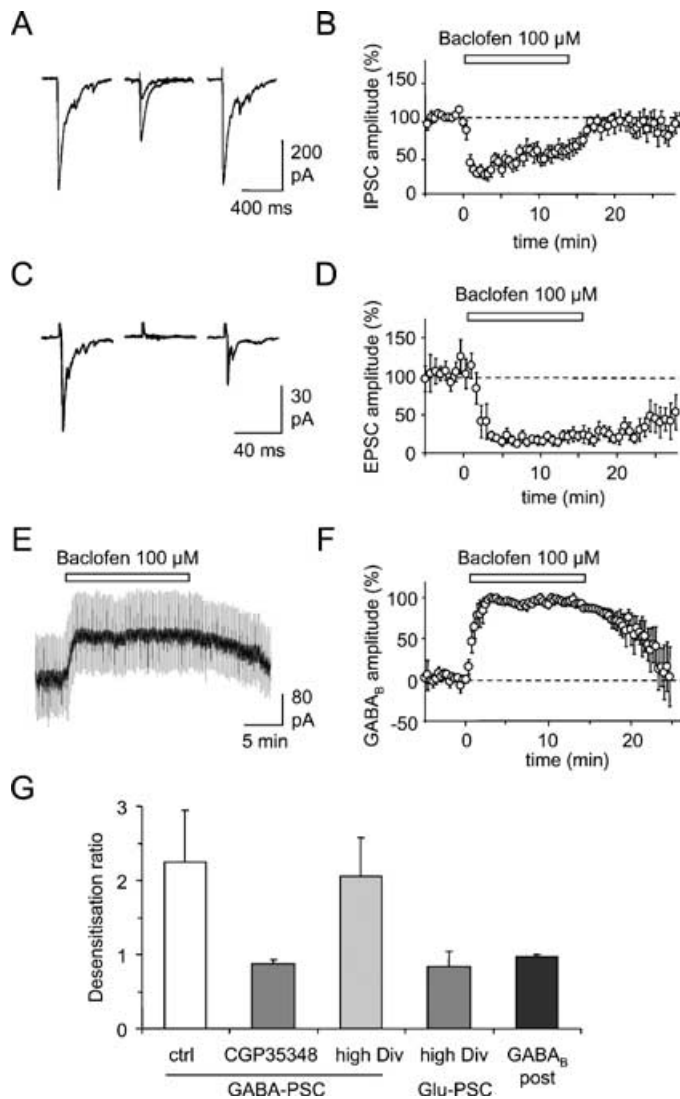 A
200
pA
400 ms
B
Baclofen 100 µM
IPSC amplitude (%)
150
100
50
0
0
10
20
time (min)
C
30
pA
40 ms
D
Baclofen 100 µM
EPSC amplitude (%)
150
100
50
0
0
10
20
time (min)
E
Baclofen 100 µM
80
pA
5 min
F
Baclofen 100 µM
GABAB amplitude (%)
100
50
0
-50
0
10
20
time (min)
G
Desensitisation ratio
3
2
1
0
ctrl CGP35348 high Div high Div GABAB
post
GABA-PSC Glu-PSC